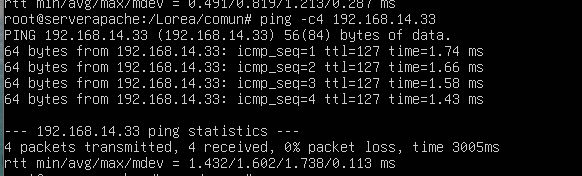 rtt min/avg/max/mdev = 0.491/0.819/1.213/0.287 ms
root@serverapache:/Lorea/comun# ping -c4 192.168.14.33
PING 192.168.14.33 (192.168.14.33) 56(84) bytes of data.
64 bytes from 192.168.14.33: icmp_seq=1 ttl=127 time=1.74 ms
64 bytes from 192.168.14.33: icmp_seq=2 ttl=127 time=1.66 ms
64 bytes from 192.168.14.33: icmp_seq=3 ttl=127 time=1.58 ms
64 bytes from 192.168.14.33: icmp_seq=4 ttl=127 time=1.43 ms
--- 192.168.14.33 ping statistics ---
4 packets transmitted, 4 received, 0% packet loss, time 3005ms
rtt min/avg/max/mdev = 1.432/1.602/1.738/0.113 ms